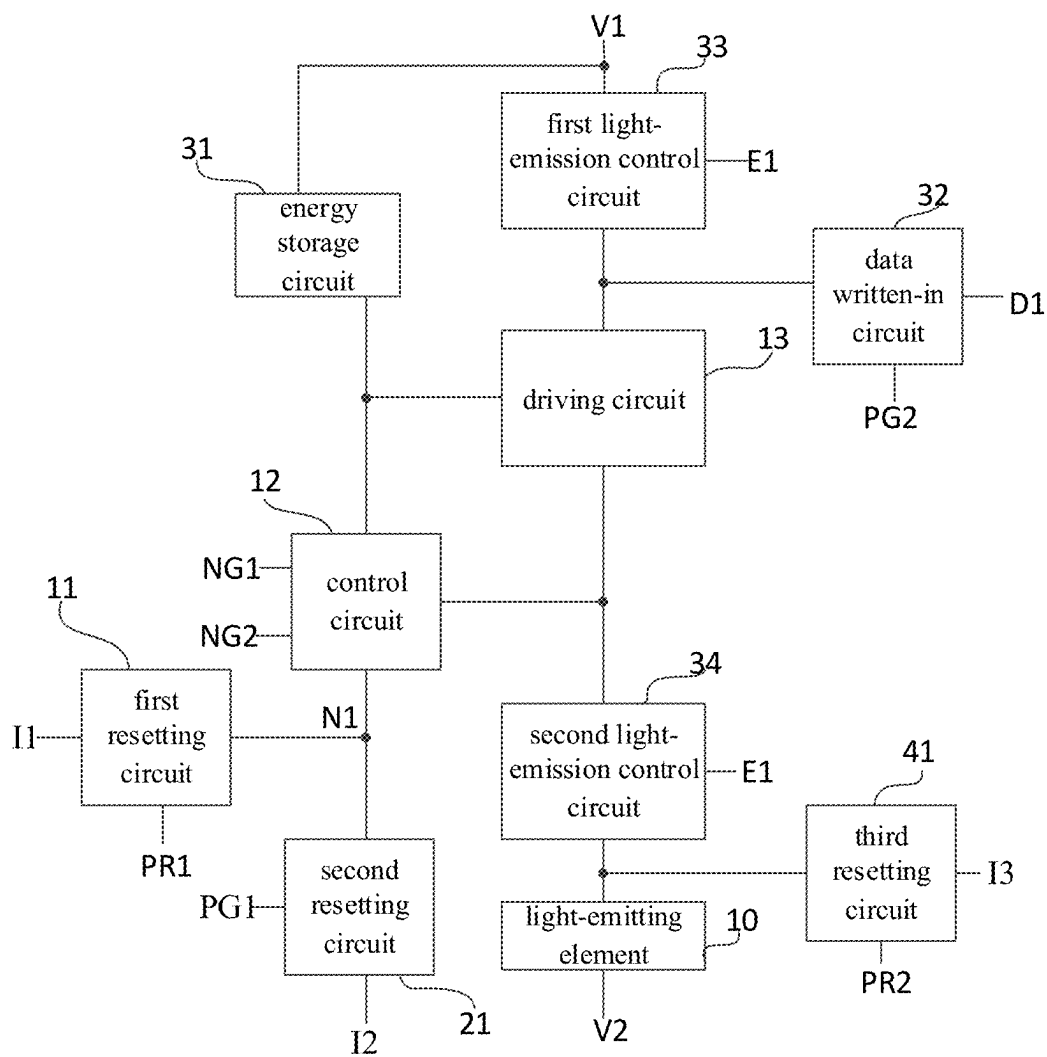 V1
33
first light-
emission control
circuit
E1
31
energy
storage
circuit
32
data
written-in
circuit
D1
PG2
13
driving circuit
12
NG1
NG2
control
circuit
11
first
resetting
circuit
I1
PR1
N1
34
second light-
emission control
circuit
E1
41
third
resetting
circuit
I3
PR2
PG1
second
resetting
circuit
21
I2
light-emitting
element
10
V2